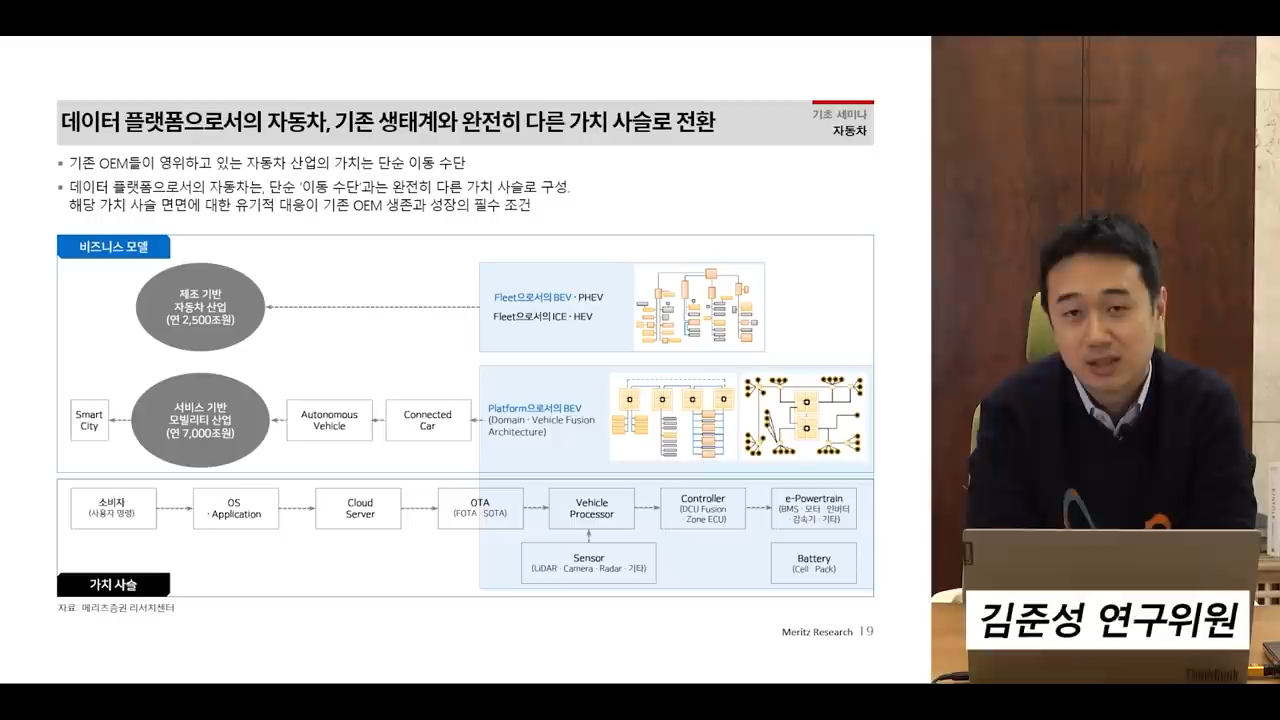 데이터 플랫폼으로서의 자동차, 기존 생태계와 완전히 다른 가치 사슬로 전환
기초 세미나
자동차
▪ 기존 OEM들이 영위하고 있는 자동차 산업의 가치는 단순 이동 수단
▪ 데이터 플랫폼으로서의 자동차는, 단순 '이동 수단'과는 완전히 다른 가치 사슬로 구성.
해당 가치 사슬 면면에 대한 유기적 대응이 기존 OEM 생존과 성장의 필수 조건
비즈니스 모델
제조 기반
자동차 산업
(연 2,500조원)
Fleet으로서의 BEV · PHEV
Fleet으로서의 ICE · HEV
Smart
City
서비스 기반
모빌리티 산업
(연 7,000조원)
Autonomous
Vehicle
Connected
Car
Platform으로서의 BEV
(Domain · Vehicle Fusion
Architecture)
소비자
(사용자 명령)
OS
· Application
Cloud
Server
OTA
(FOTA · SOTA)
Vehicle
Processor
Controller
(DCU Fusion
· Zone ECU)
e-Powertrain
(BMS · 모터 · 인버터
감속기 · 기타)
Sensor
(LiDAR · Camera · Radar · 기타)
Battery
(Cell · Pack)
가치 사슬
자료: 메리츠증권 리서치센터
Meritz Research 19
김준성 연구위원
ThinkBook